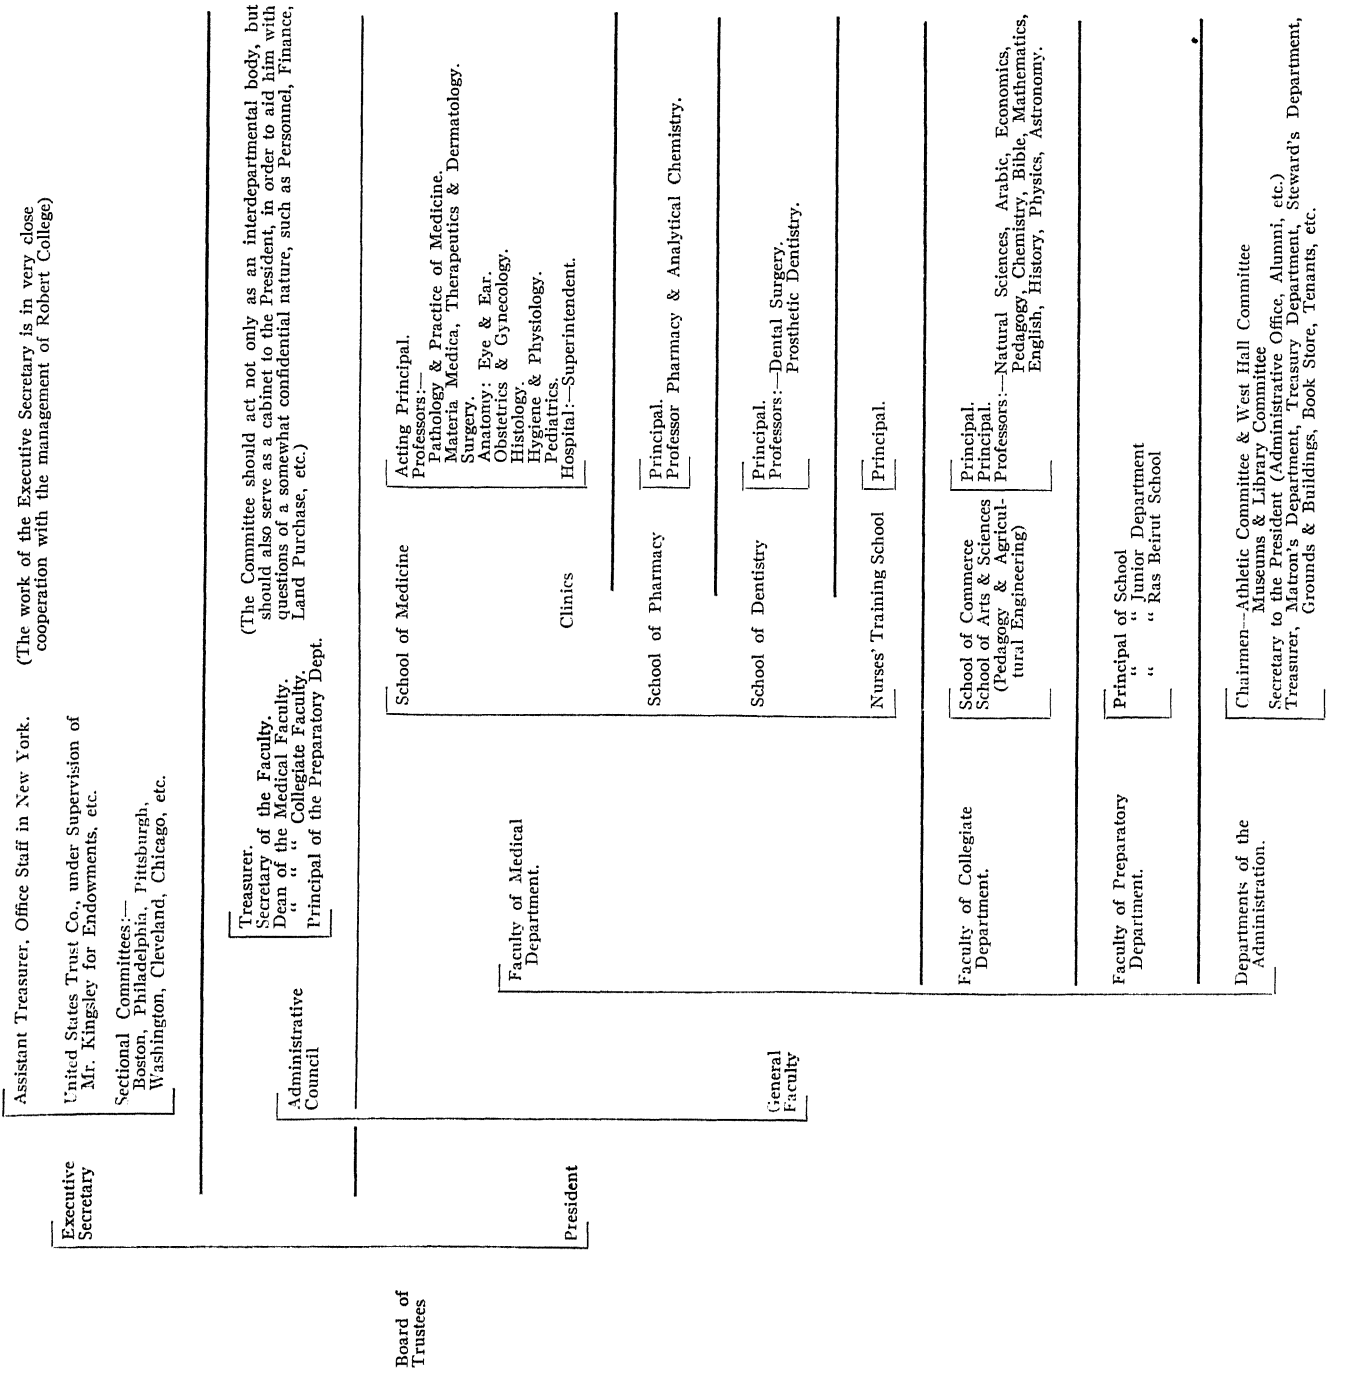 Board of
Trustees
Executive
Secretary
Assistant Treasurer, Office Staff in New York.
(The work of the Executive Secretary is in very close
cooperation with the management of Robert College)
United States Trust Co., under Supervision of
Mr. Kingsley for Endowments, etc.
Sectional Committees:—
Boston, Philadelphia, Pittsburgh,
Washington, Cleveland, Chicago, etc.
President
Administrative
Council
Treasurer.
Secretary of the Faculty.
Dean of the Medical Faculty.
“ “ “ Collegiate Faculty.
Principal of the Preparatory Dept.
(The Committee should act not only as an interdepartmental body, but
should also serve as a cabinet to the President, in order to aid him with
questions of a somewhat confidential nature, such as Personnel, Finance,
Land Purchase, etc.)
General
Faculty
Faculty of Medical
Department.
School of Medicine
Acting Principal.
Professors:—
Pathology & Practice of Medicine.
Materia Medica, Therapeutics & Dermatology.
Surgery.
Anatomy: Eye & Ear.
Obstetrics & Gynecology.
Histology.
Hygiene & Physiology.
Pediatrics.
Clinics
Hospital:—Superintendent.
School of Pharmacy
Principal.
Professor Pharmacy & Analytical Chemistry.
School of Dentistry
Principal.
Professors:—Dental Surgery.
Prosthetic Dentistry.
Nurses' Training School
Principal.
Faculty of Collegiate
Department.
School of Commerce
School of Arts & Sciences
(Pedagogy & Agricul-
tural Engineering)
Principal.
Principal.
Professors:—Natural Sciences, Arabic, Economics,
Pedagogy, Chemistry, Bible, Mathematics,
English, History, Physics, Astronomy.
Faculty of Preparatory
Department.
Principal of School
“ “ Junior Department
“ “ Ras Beirut School
Departments of the
Administration.
Chairmen—Athletic Committee & West Hall Committee
Museums & Library Committee
Secretary to the President (Administrative Office, Alumni, etc.)
Treasurer, Matron's Department, Treasury Department, Steward's Department,
Grounds & Buildings, Book Store, Tenants, etc.